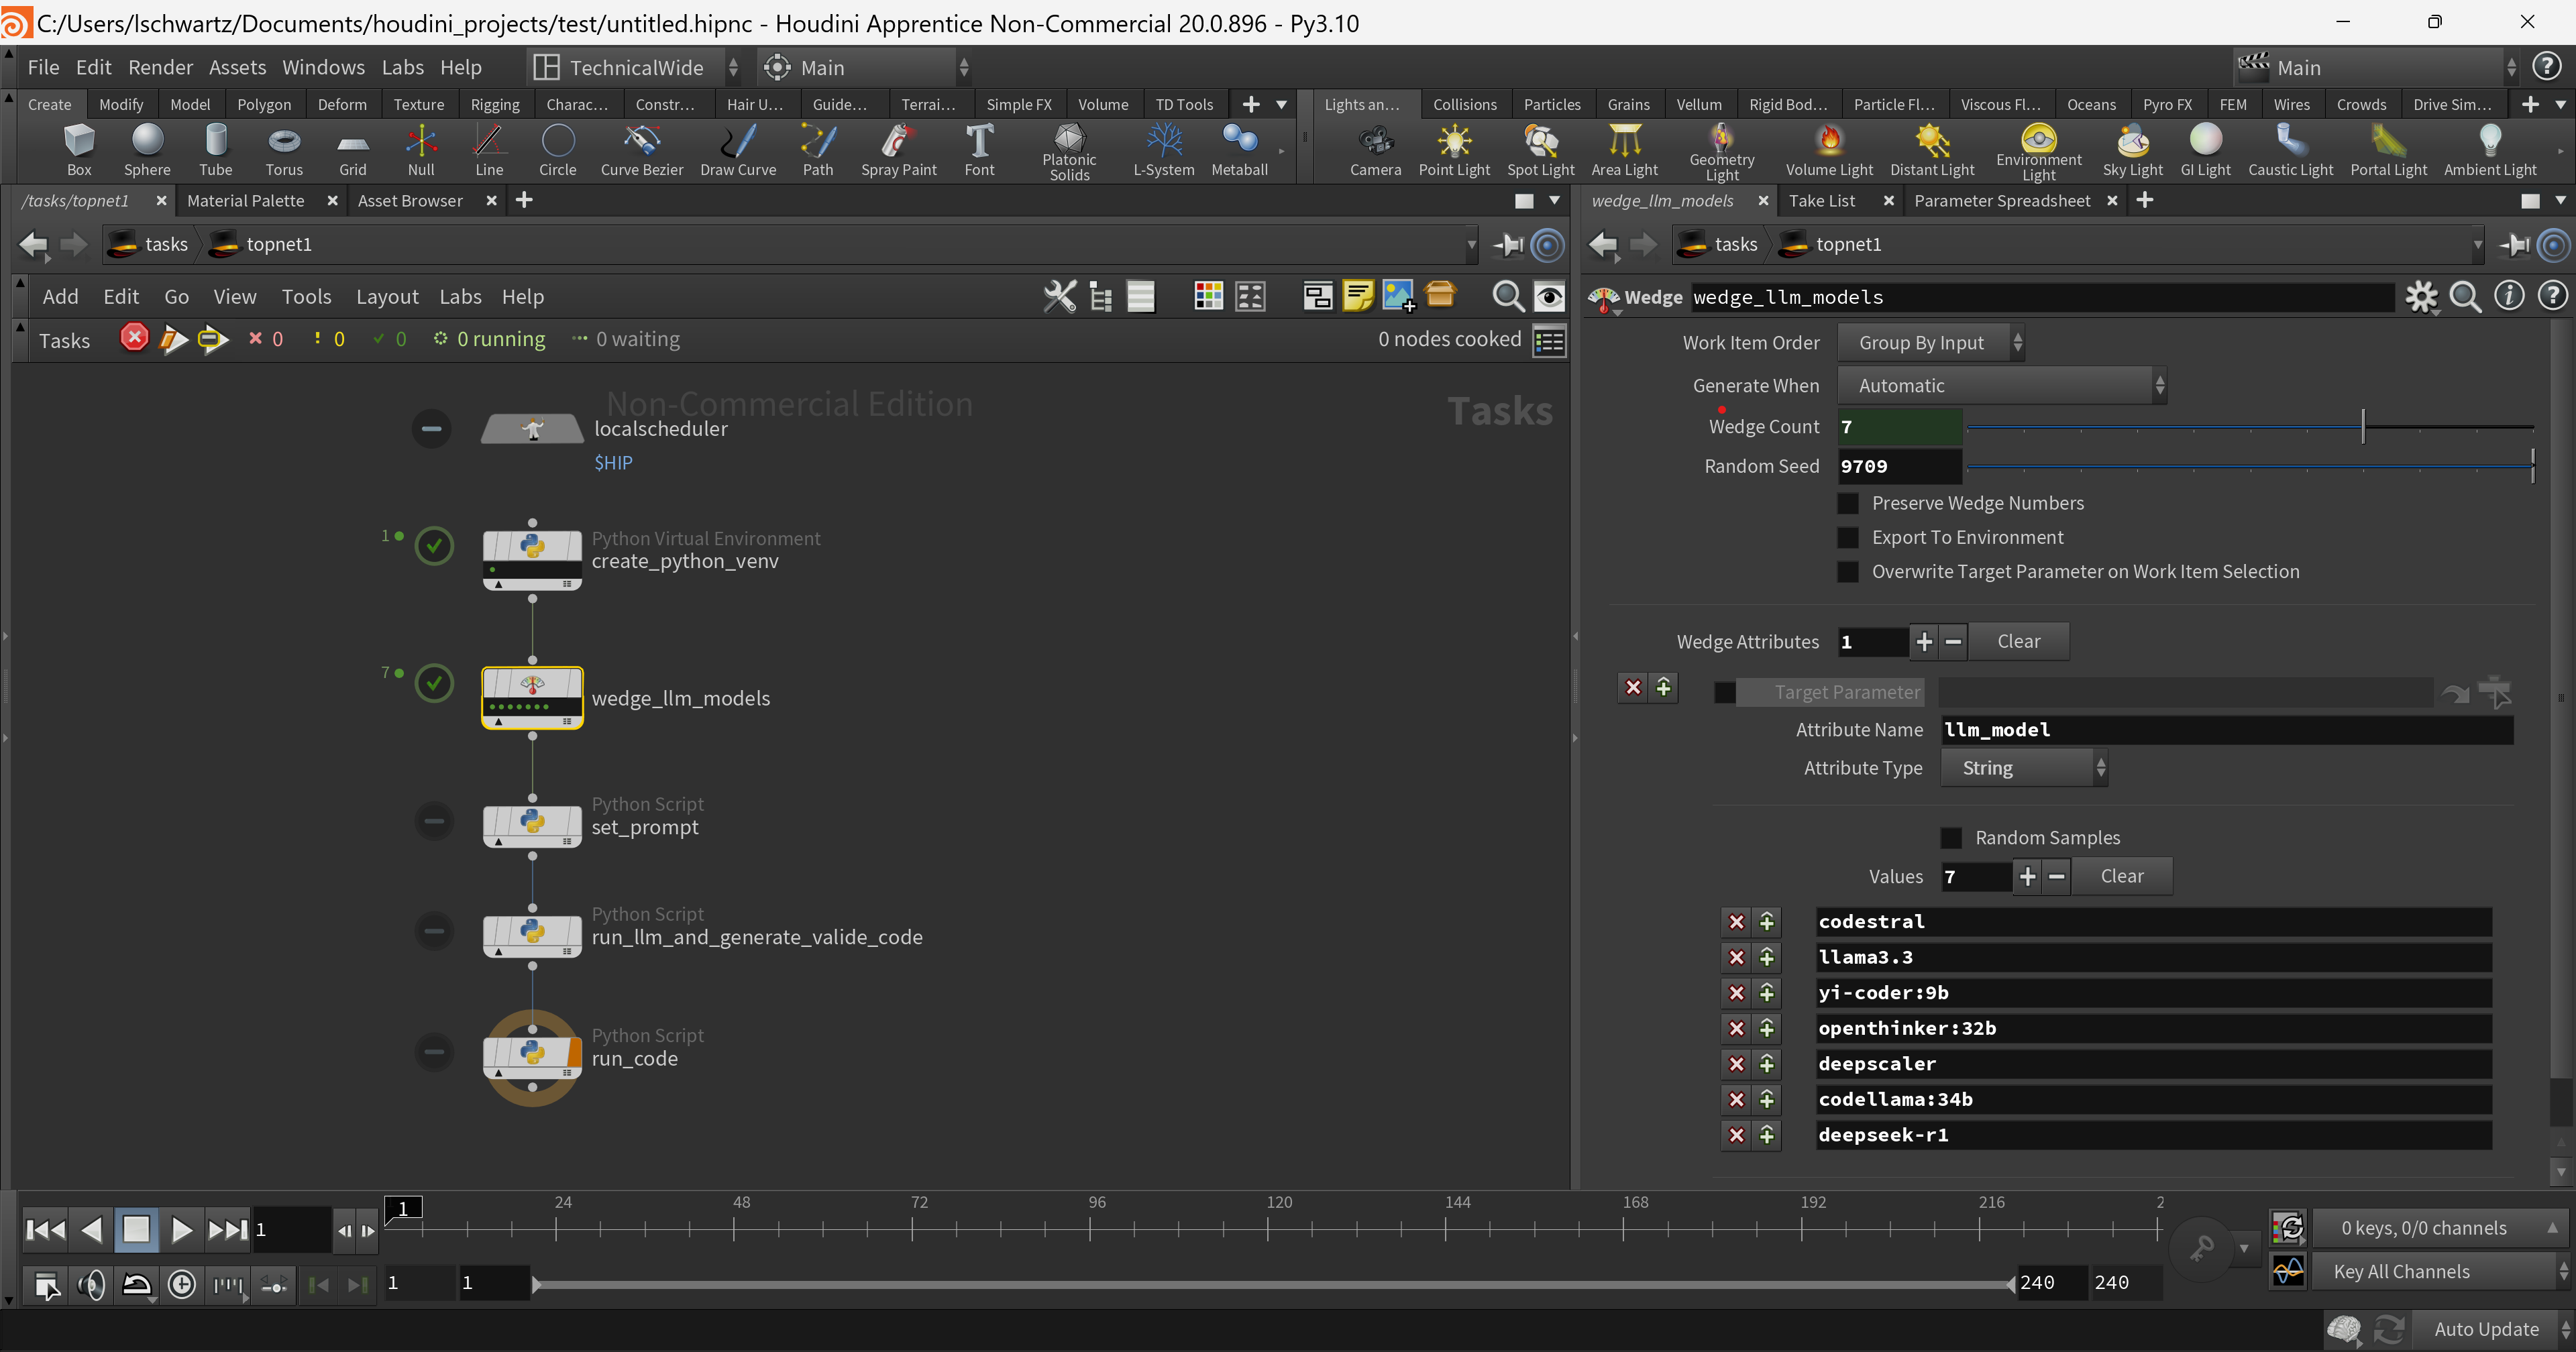 C:/Users/lschwartz/Documents/houdini_projects/test/untitled.hipnc - Houdini Apprentice Non-Commercial 20.0.896 - Py3.10
File Edit Render Assets Windows Labs Help TechnicalWide Main Main
Create Modify Model Polygon Deform Texture Rigging Charac... Constr... Hair U... Guide... Terrai... Simple FX Volume TD Tools Lights an... Collisions Particles Grains Vellum Rigid Bod... Particle Fl... Viscous Fl... Oceans Pyro FX FEM Wires Crowds Drive Sim...
Box Sphere Tube Torus Grid Null Line Circle Curve Bezier Draw Curve Path Spray Paint Font Platonic Solids L-System Metaball Camera Point Light Spot Light Area Light Geometry Light Volume Light Distant Light Environment Light Sky Light GI Light Caustic Light Portal Light Ambient Light
/tasks/topnet1 Material Palette Asset Browser
tasks topnet1
Add Edit Go View Tools Layout Labs Help
Tasks 0 0 0 0 running 0 waiting 0 nodes cooked
Non-Commercial Edition
Tasks
localscheduler
$HIP
1
Python Virtual Environment
create_python_venv
7
wedge_llm_models
Python Script
set_prompt
Python Script
run_llm_and_generate_valide_code
Python Script
run_code
wedge_llm_models Take List Parameter Spreadsheet
tasks topnet1
Wedge wedge_llm_models
Work Item Order Group By Input
Generate When Automatic
Wedge Count 7
Random Seed 9709
Preserve Wedge Numbers
Export To Environment
Overwrite Target Parameter on Work Item Selection
Wedge Attributes 1 Clear
Target Parameter
Attribute Name llm_model
Attribute Type String
Random Samples
Values 7 Clear
codestral
llama3.3
yi-coder:9b
openthinker:32b
deepscaler
codellama:34b
deepseek-r1
1 1 24 48 72 96 120 144 168 192 216 2
0 keys, 0/0 channels
1 1 240 240 Key All Channels
Auto Update